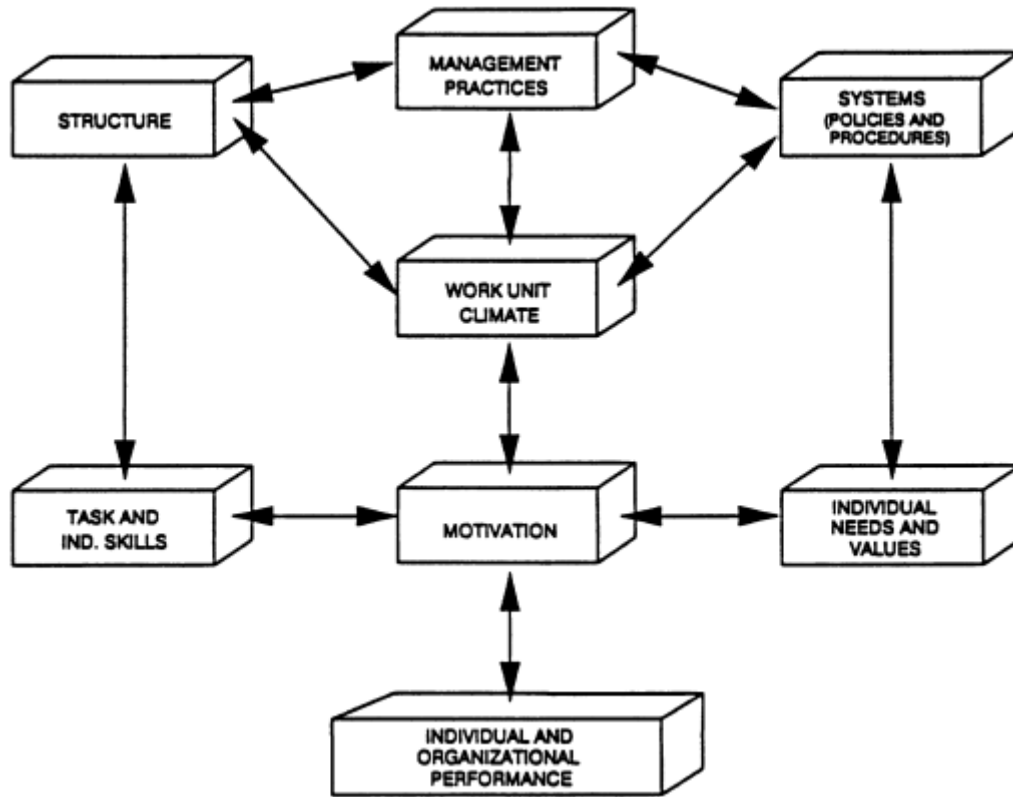 MANAGEMENT
PRACTICES
STRUCTURE
SYSTEMS
(POLICIES AND
PROCEDURES)
WORK UNIT
CLIMATE
TASK AND
IND. SKILLS
MOTIVATION
INDIVIDUAL
NEEDS AND
VALUES
INDIVIDUAL AND
ORGANIZATIONAL
PERFORMANCE